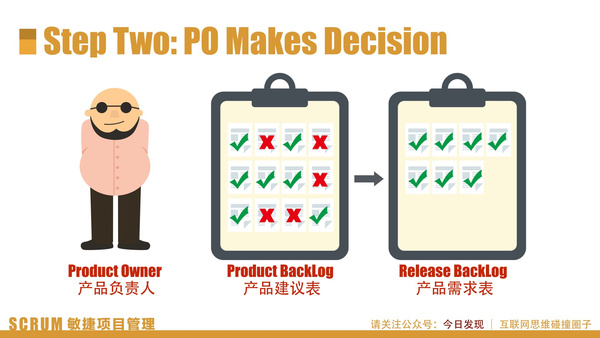 Step Two: PO Makes Decision
Product Owner
产品负责人
Product BackLog
产品建议表
Release BackLog
产品需求表
SCRUM 敏捷项目管理
请关注公众号：今日发现 | 互联网思维碰撞圈子